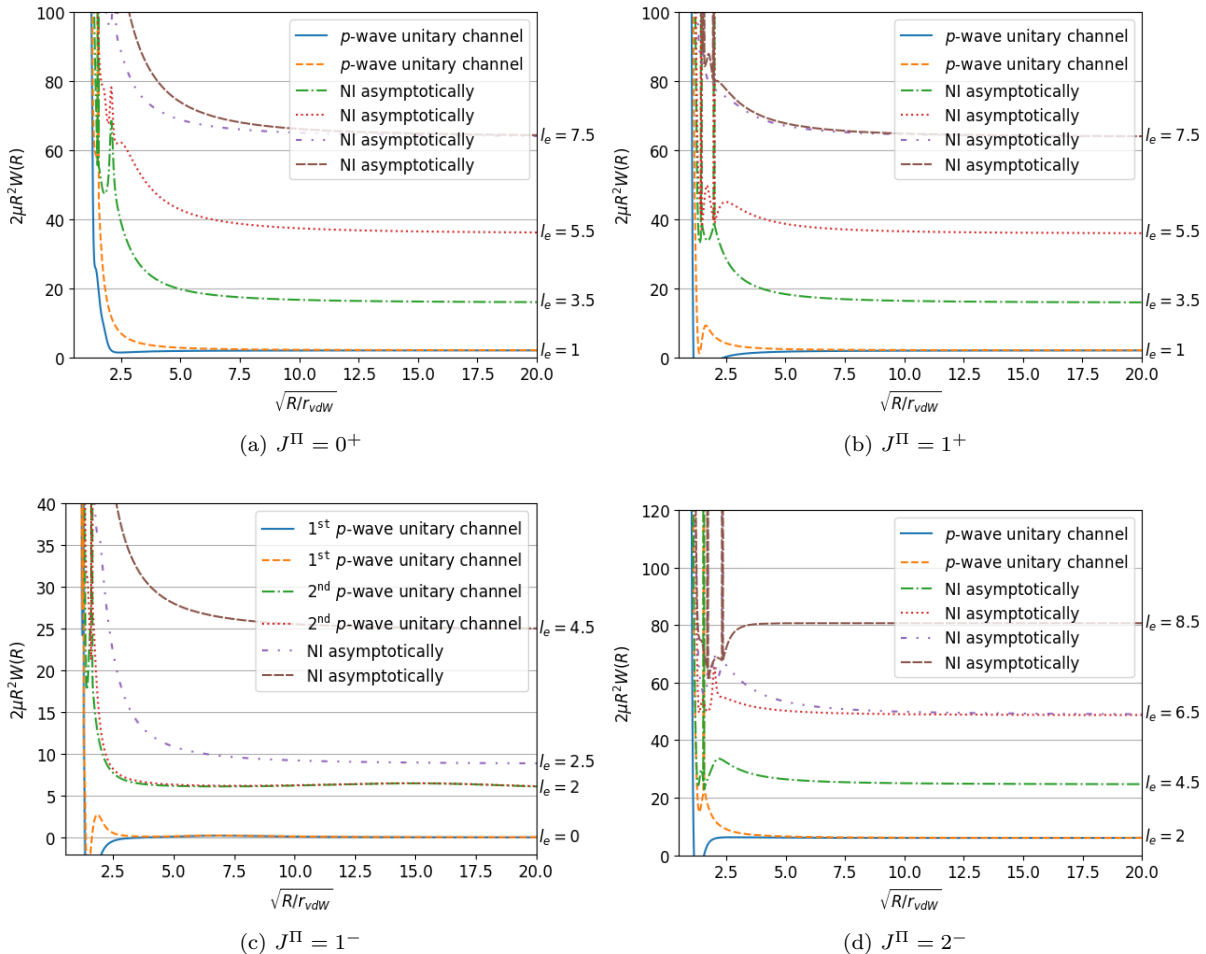 100
80
60
40
20
0
2μR²W(R)
p-wave unitary channel
p-wave unitary channel
NI asymptotically
NI asymptotically
NI asymptotically
NI asymptotically
l_e = 7.5
l_e = 5.5
l_e = 3.5
l_e = 1
2.5 5.0 7.5 10.0 12.5 15.0 17.5 20.0
√R/r_vdW
(a) J^Π = 0⁺
100
80
60
40
20
0
2μR²W(R)
p-wave unitary channel
p-wave unitary channel
NI asymptotically
NI asymptotically
NI asymptotically
NI asymptotically
l_e = 7.5
l_e = 5.5
l_e = 3.5
l_e = 1
2.5 5.0 7.5 10.0 12.5 15.0 17.5 20.0
√R/r_vdW
(b) J^Π = 1⁺
40
35
30
25
20
15
10
5
0
2μR²W(R)
1st p-wave unitary channel
1st p-wave unitary channel
2nd p-wave unitary channel
2nd p-wave unitary channel
NI asymptotically
NI asymptotically
l_e = 4.5
l_e = 2.5
l_e = 2
l_e = 0
2.5 5.0 7.5 10.0 12.5 15.0 17.5 20.0
√R/r_vdW
(c) J^Π = 1⁻
120
100
80
60
40
20
0
2μR²W(R)
p-wave unitary channel
p-wave unitary channel
NI asymptotically
NI asymptotically
NI asymptotically
NI asymptotically
l_e = 8.5
l_e = 6.5
l_e = 4.5
l_e = 2
2.5 5.0 7.5 10.0 12.5 15.0 17.5 20.0
√R/r_vdW
(d) J^Π = 2⁻